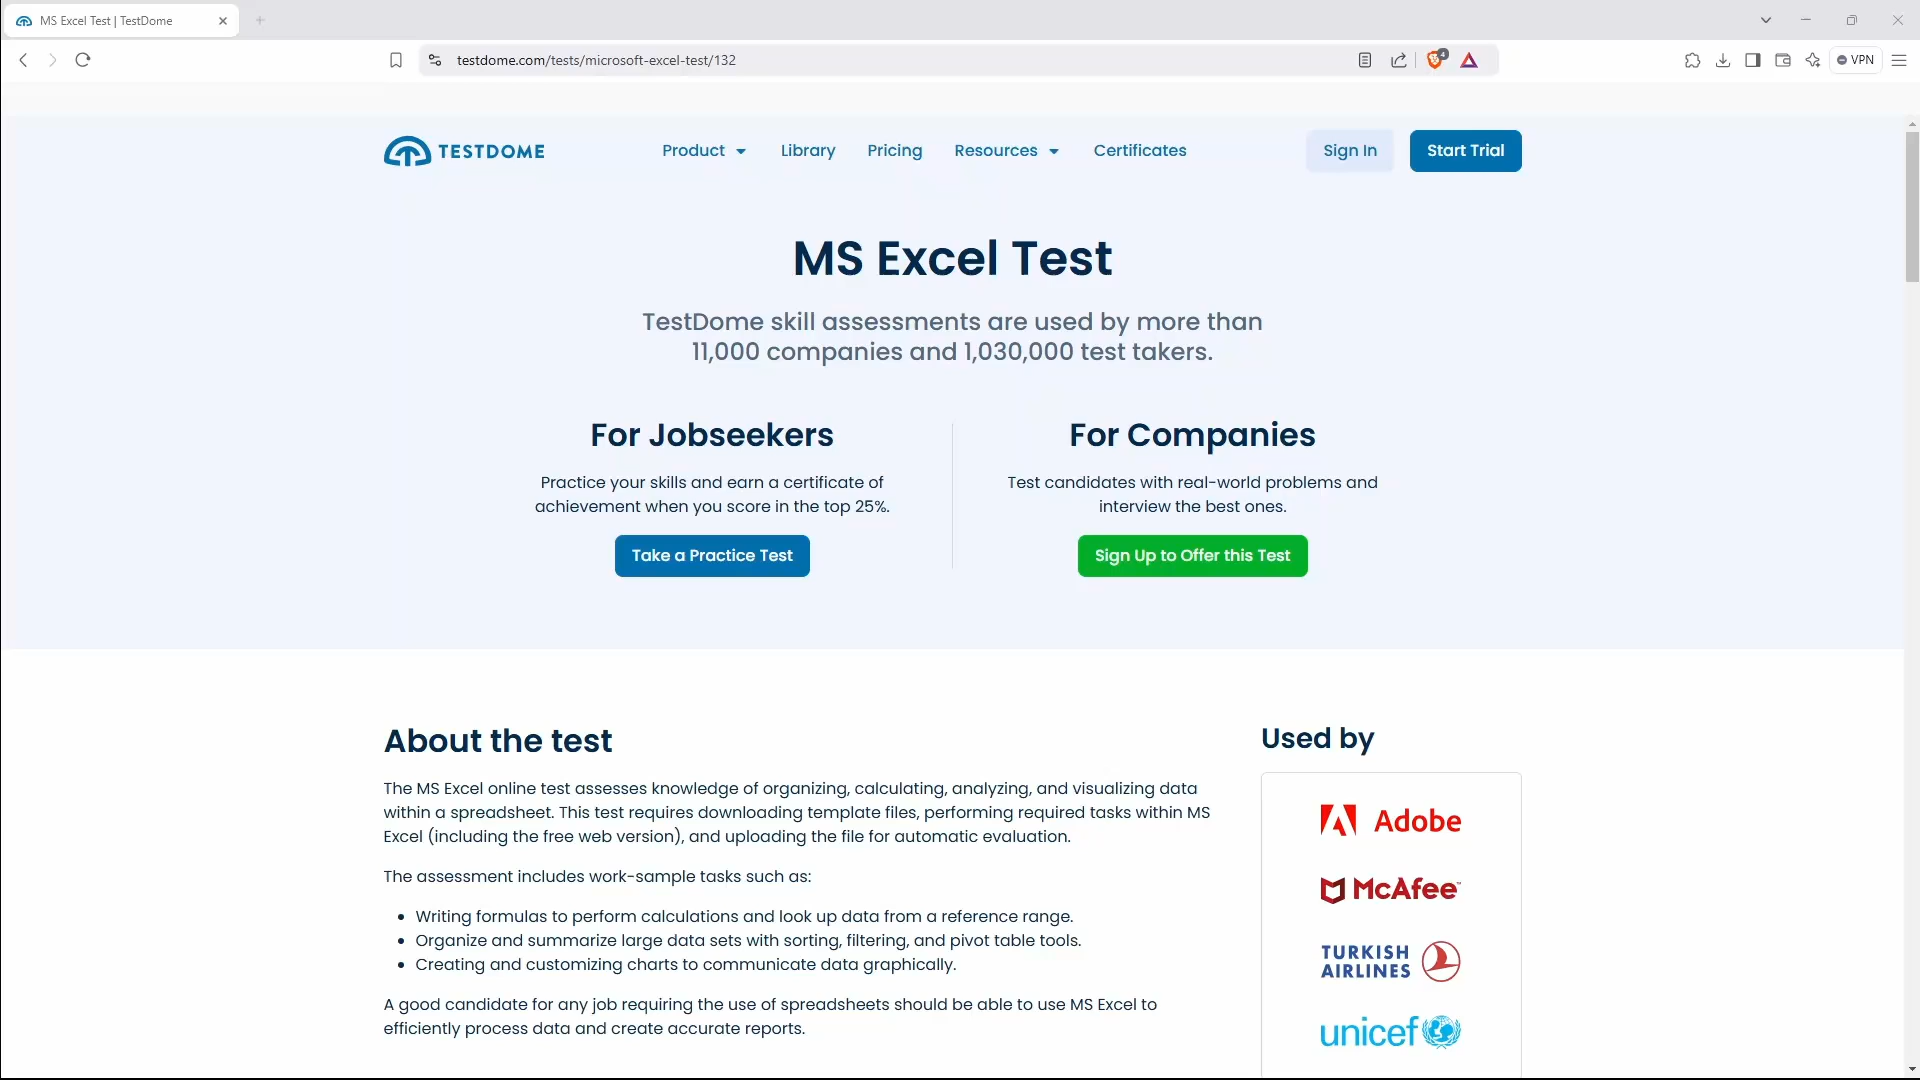 MS Excel Test | TestDome
testdome.com/tests/microsoft-excel-test/132
4
VPN
TESTDOME
Product
Library
Pricing
Resources
Certificates
Sign In
Start Trial
MS Excel Test
TestDome skill assessments are used by more than
11,000 companies and 1,030,000 test takers.
For Jobseekers
Practice your skills and earn a certificate of
achievement when you score in the top 25%.
Take a Practice Test
For Companies
Test candidates with real-world problems and
interview the best ones.
Sign Up to Offer this Test
About the test
The MS Excel online test assesses knowledge of organizing, calculating, analyzing, and visualizing data
within a spreadsheet. This test requires downloading template files, performing required tasks within MS
Excel (including the free web version), and uploading the file for automatic evaluation.
The assessment includes work-sample tasks such as:
• Writing formulas to perform calculations and look up data from a reference range.
• Organize and summarize large data sets with sorting, filtering, and pivot table tools.
• Creating and customizing charts to communicate data graphically.
A good candidate for any job requiring the use of spreadsheets should be able to use MS Excel to
efficiently process data and create accurate reports.
Used by
Adobe
McAfee™
TURKISH
AIRLINES
unicef